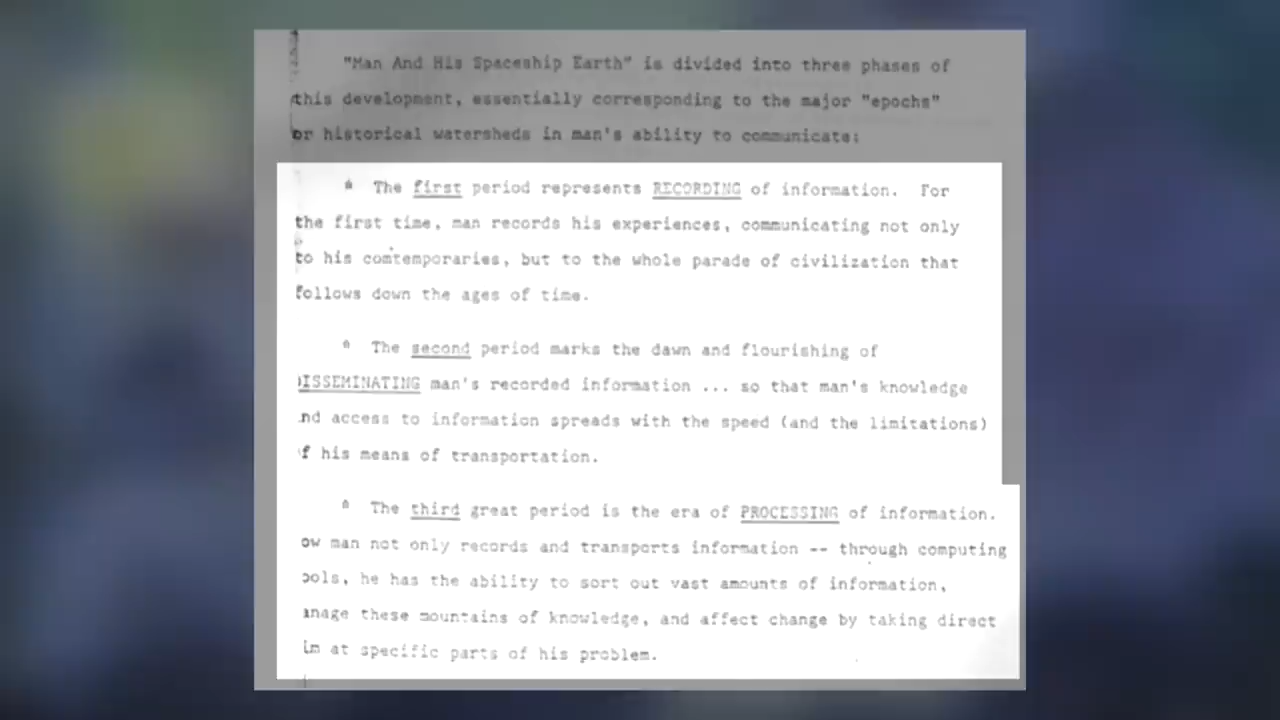 "Man And His Spaceship Earth" is divided into three phases of
this development, essentially corresponding to the major "epochs"
or historical watersheds in man's ability to communicate:
* The first period represents RECORDING of information. For
the first time, man records his experiences, communicating not only
to his comtemporaries, but to the whole parade of civilization that
follows down the ages of time.
* The second period marks the dawn and flourishing of
DISSEMINATING man's recorded information ... so that man's knowledge
nd access to information spreads with the speed (and the limitations)
f his means of transportation.
* The third great period is the era of PROCESSING of information.
ow man not only records and transports information -- through computing
ools, he has the ability to sort out vast amounts of information,
anage these mountains of knowledge, and affect change by taking direct
im at specific parts of his problem.